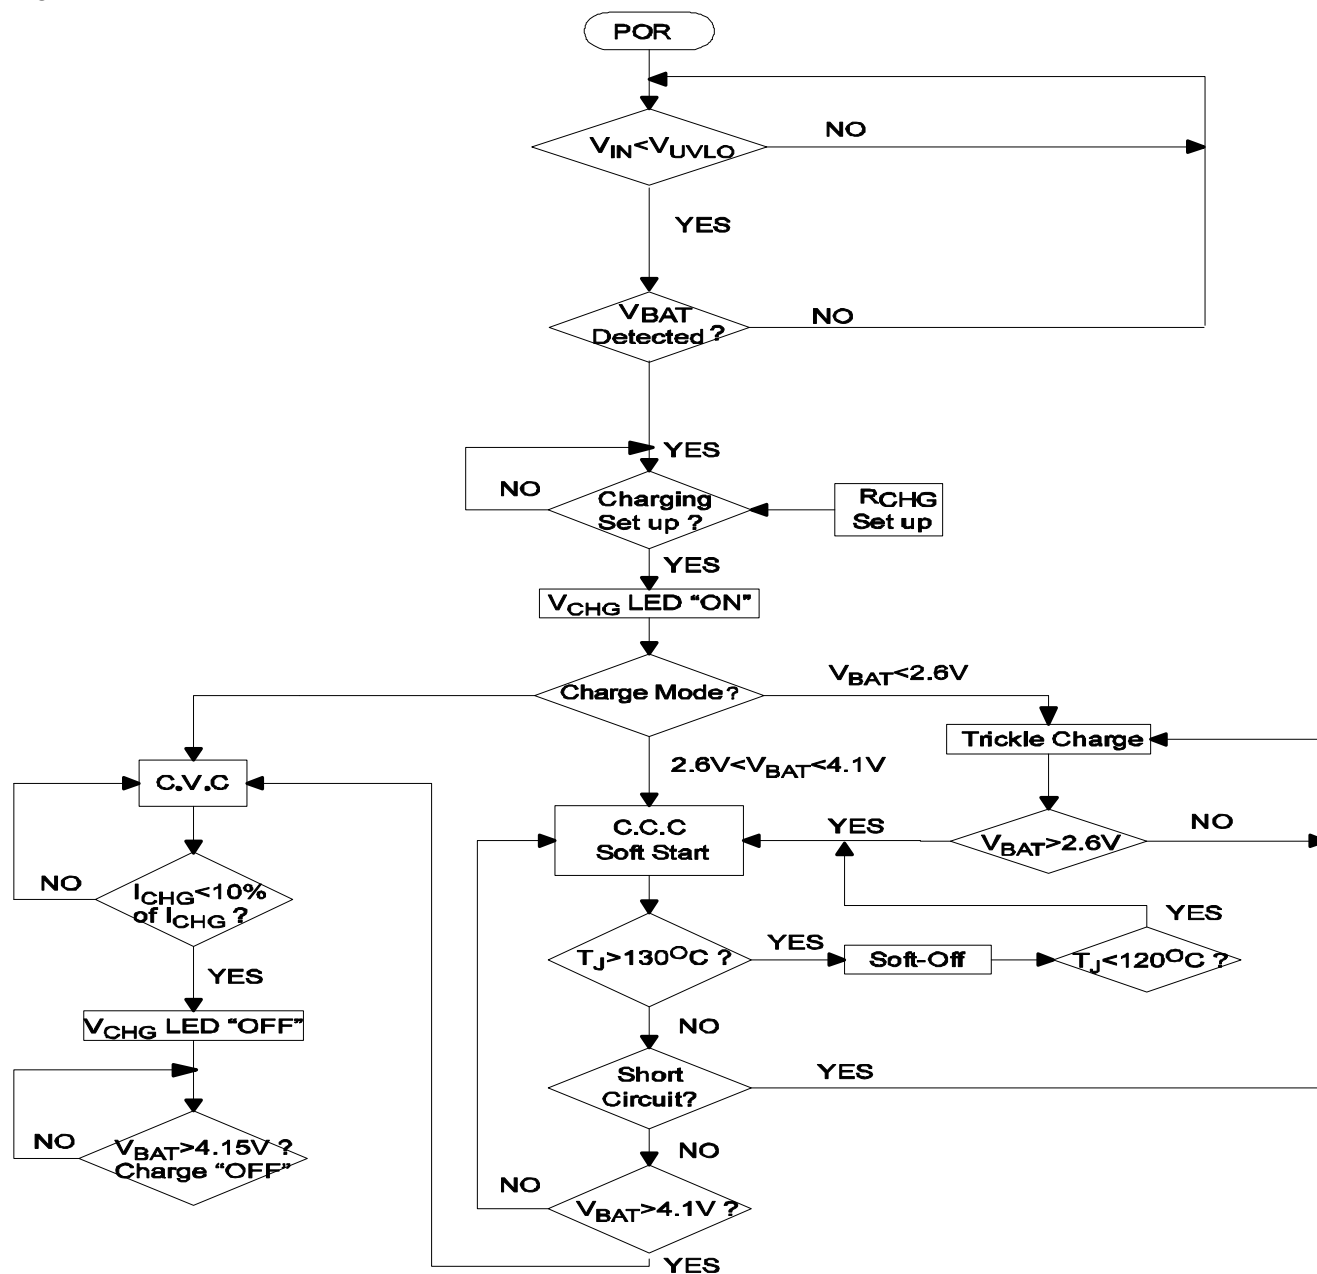 POR
VIN<VUVLO
NO
YES
VBAT
Detected ?
NO
YES
Charging
Set up ?
NO
RCHG
Set up
YES
VCHG LED “ON”
Charge Mode?
VBAT<2.6V
Trickle Charge
2.6V<VBAT<4.1V
C.V.C
C.C.C
Soft Start
YES
VBAT>2.6V
NO
NO
ICHG<10%
of ICHG ?
YES
TJ>130OC ?
YES
Soft-Off
TJ<120OC ?
YES
VCHG LED “OFF”
NO
Short
Circuit?
YES
NO
VBAT>4.15V ?
Charge “OFF”
NO
NO
VBAT>4.1V ?
YES